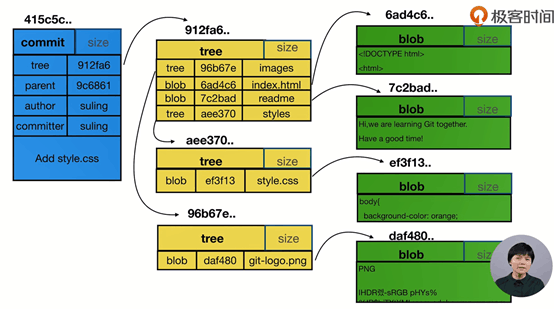 极客时间
415c5c..
commit size
tree 912fa6
parent 9c6861
author suling
committer suling
Add style.css
912fa6..
tree size
tree 96b67e images
blob 6ad4c6 index.html
blob 7c2bad readme
tree aee370 styles
aee370..
tree size
blob ef3f13 style.css
96b67e..
tree size
blob daf480 git-logo.png
6ad4c6..
blob size
<!DOCTYPE html>
<html>
7c2bad..
blob size
Hi,we are learning Git together.
Have a good time!
ef3f13..
blob size
body{
background-color: orange;
daf480..
blob size
PNG